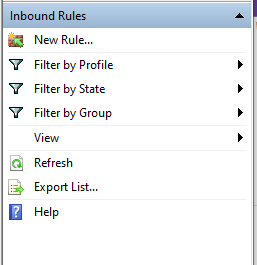 Inbound Rules
New Rule...
Filter by Profile
Filter by State
Filter by Group
View
Refresh
Export List...
Help